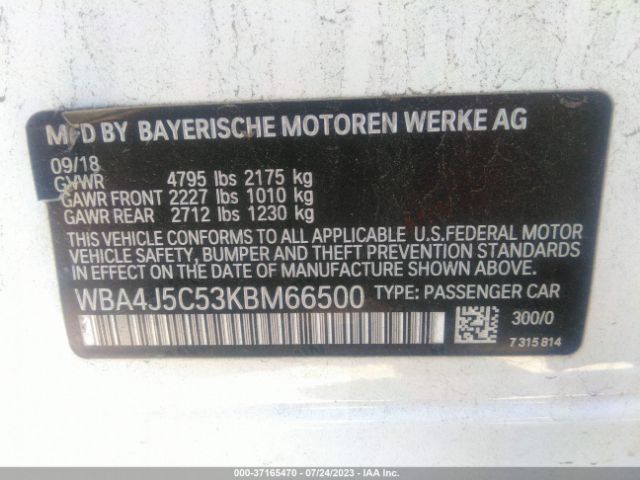 MFD BY BAYERISCHE MOTOREN WERKE AG
09/18
GVWR 4795 lbs 2175 kg
GAWR FRONT 2227 lbs 1010 kg
GAWR REAR 2712 lbs 1230 kg
THIS VEHICLE CONFORMS TO ALL APPLICABLE U.S.FEDERAL MOTOR
VEHICLE SAFETY, BUMPER AND THEFT PREVENTION STANDARDS
IN EFFECT ON THE DATE OF MANUFACTURE SHOWN ABOVE.
WBA4J5C53KBM66500 TYPE: PASSENGER CAR
300/0
7 315 814
000-37165470 - 07/24/2023 - IAAI.COM